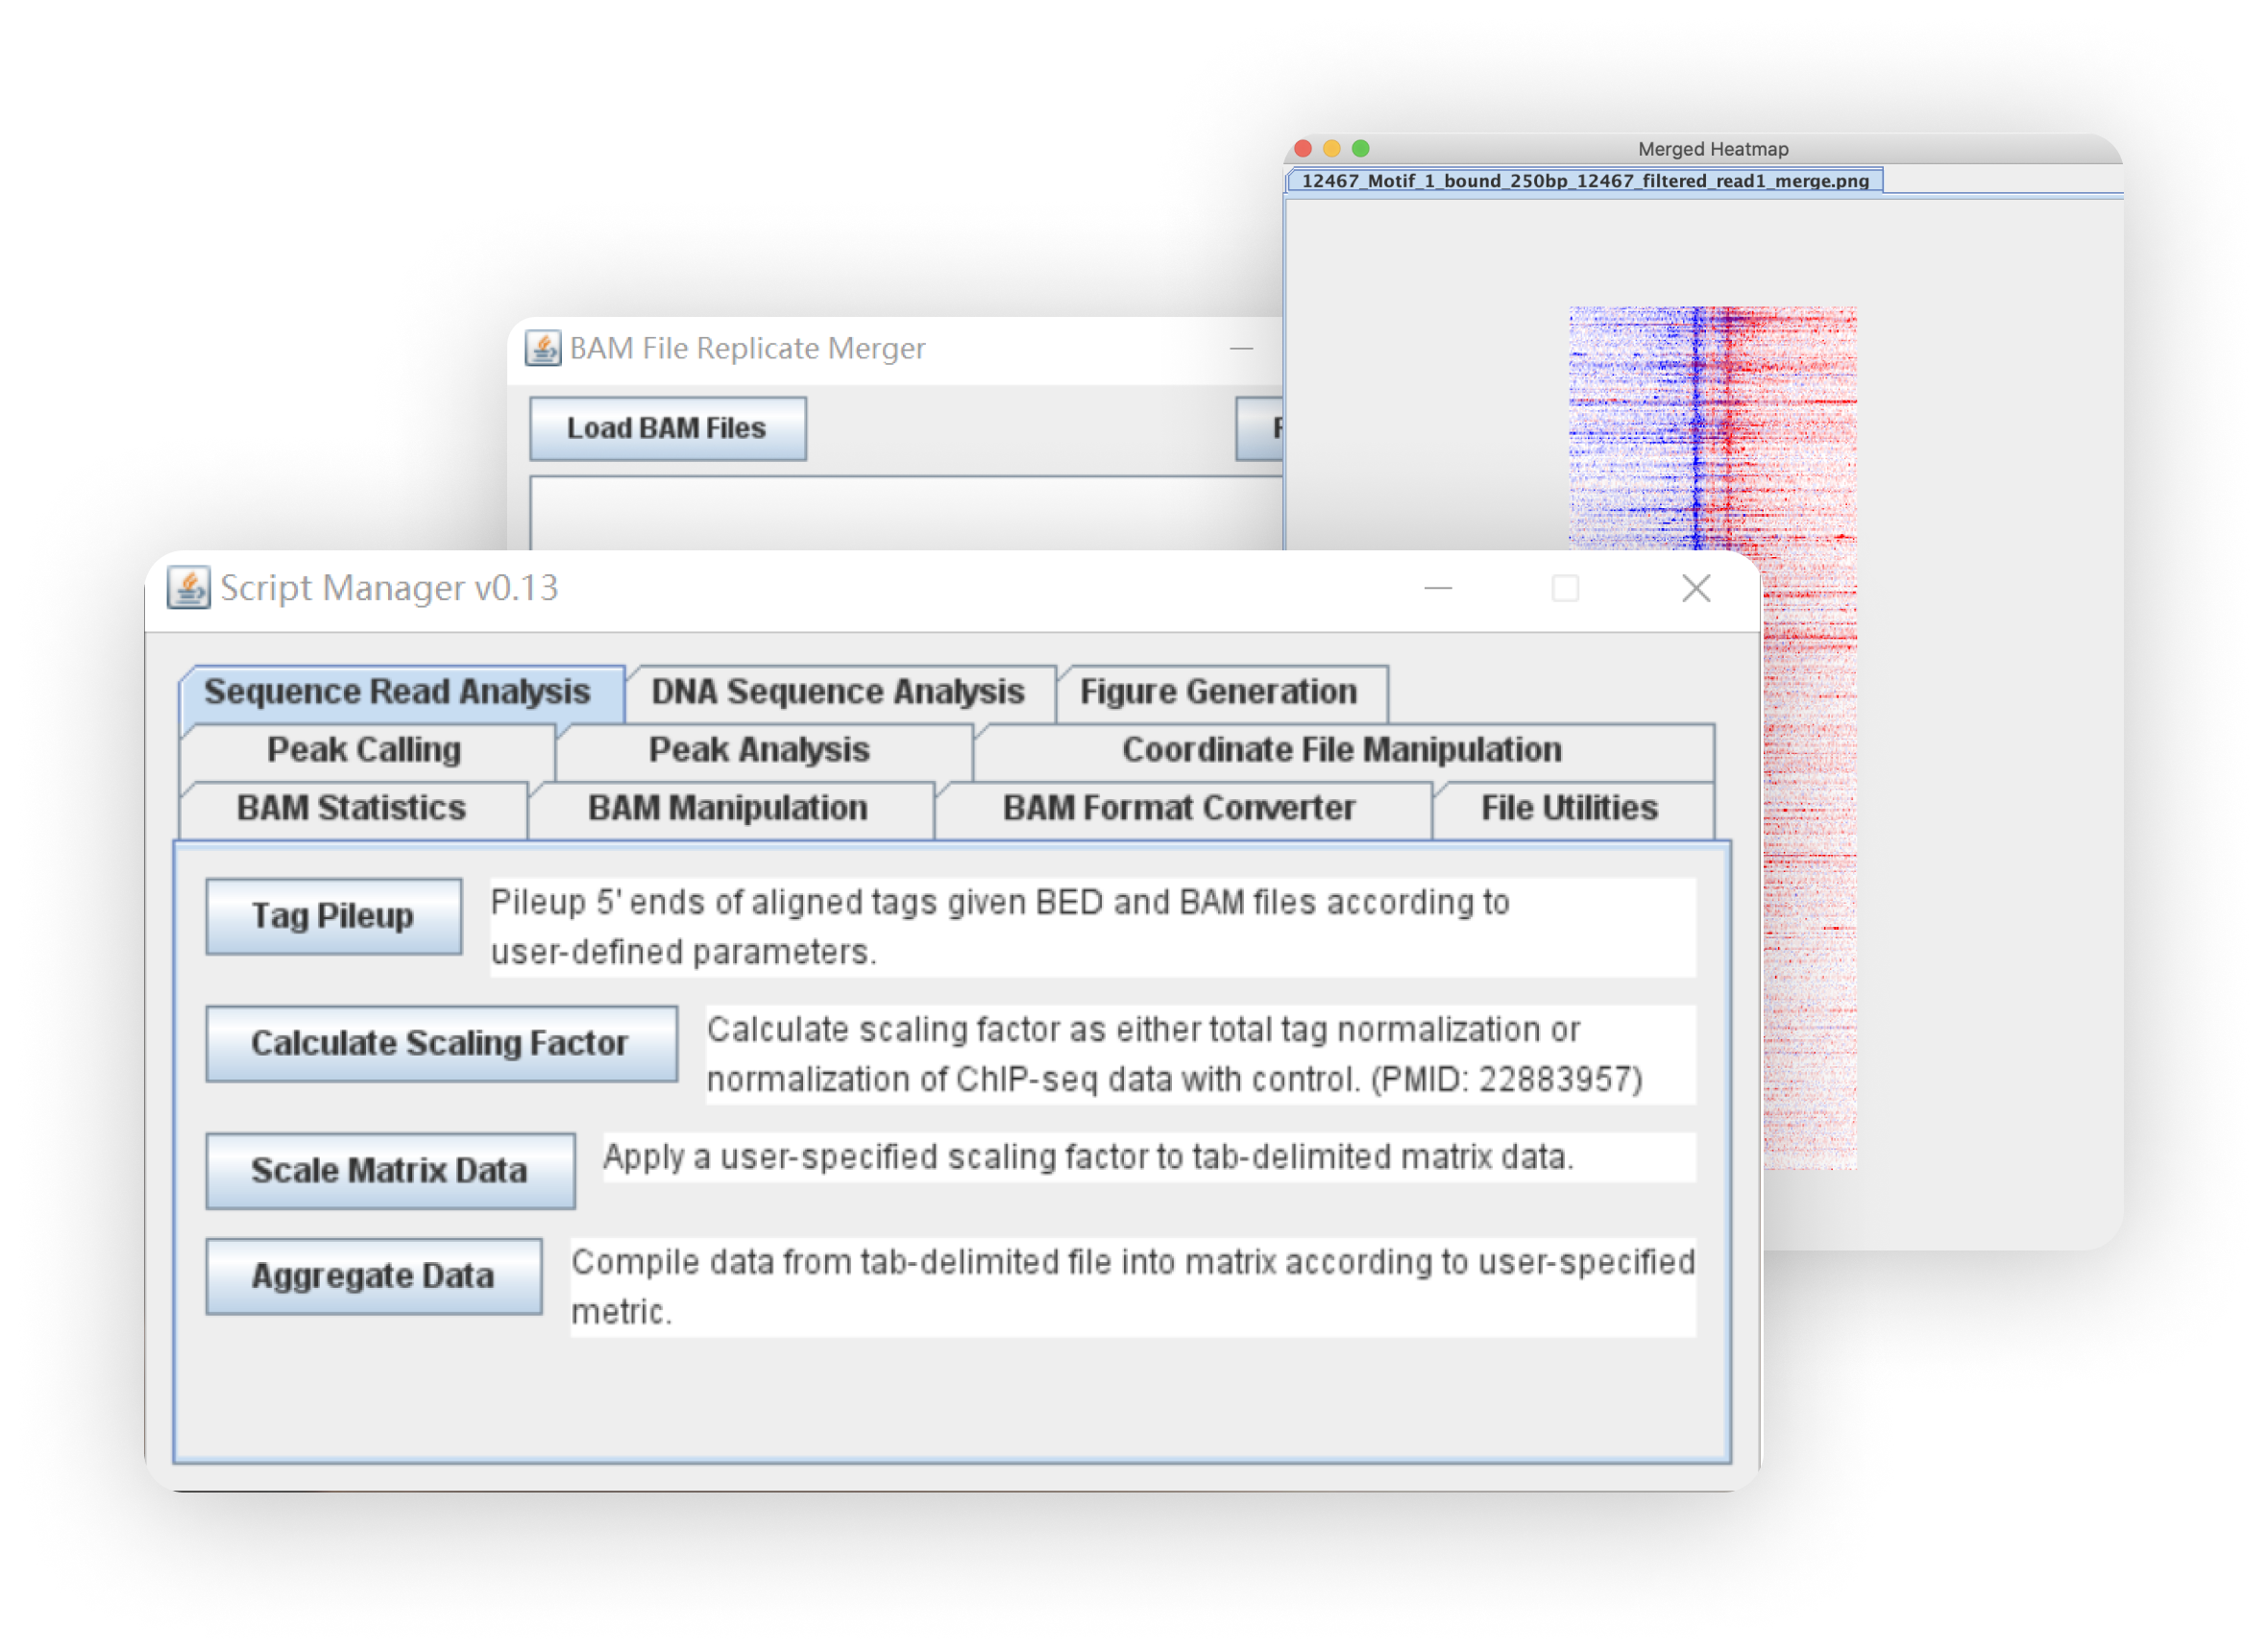 Merged Heatmap
12467_Motif_1_bound_250bp_12467_filtered_read1_merge.png
BAM File Replicate Merger
Load BAM Files
Script Manager v0.13
Sequence Read Analysis
DNA Sequence Analysis
Figure Generation
Peak Calling
Peak Analysis
Coordinate File Manipulation
BAM Statistics
BAM Manipulation
BAM Format Converter
File Utilities
Tag Pileup
Pileup 5' ends of aligned tags given BED and BAM files according to
user-defined parameters.
Calculate Scaling Factor
Calculate scaling factor as either total tag normalization or
normalization of ChIP-seq data with control. (PMID: 22883957)
Scale Matrix Data
Apply a user-specified scaling factor to tab-delimited matrix data.
Aggregate Data
Compile data from tab-delimited file into matrix according to user-specified
metric.